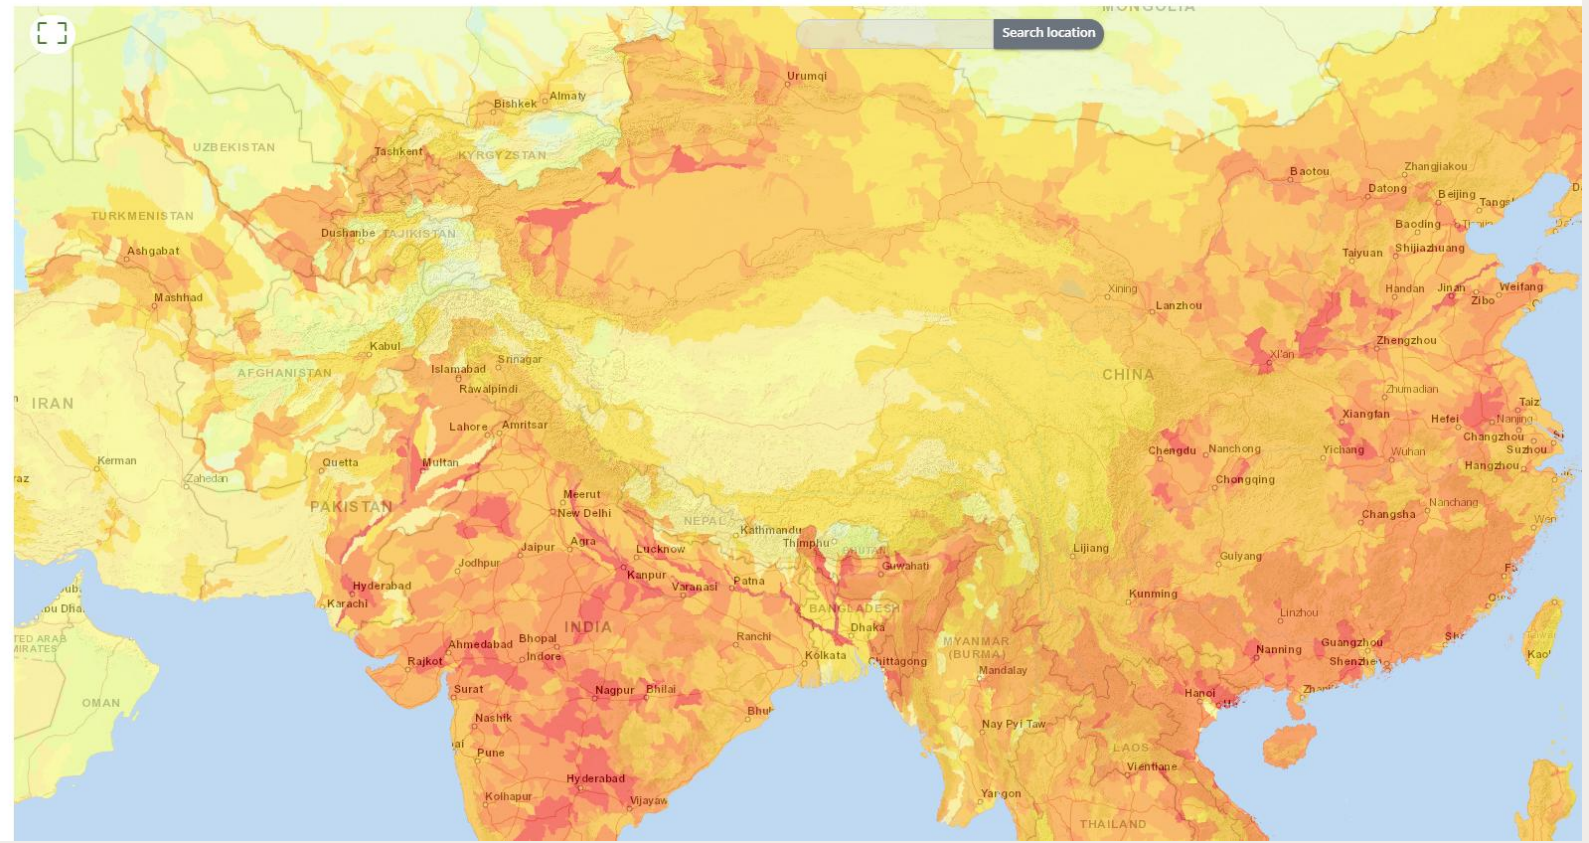 MONGOLIA
Search location
Urumqi
Almaty
Bishkek
UZBEKISTAN
Tashkent
KYRGYZSTAN
Zhangjiakou
Baotou
Datong
Beijing
TURKMENISTAN
Dushanbe
TAJIKISTAN
Baoding
Ashgabat
Taiyuan
Shijiazhuang
Xining
Handan
Jinan
Weifang
Mashhad
Lanzhou
Zibo
Kabul
Zhengzhou
Srinagar
Xi'an
AFGHANISTAN
Islamabad
CHINA
Rawalpindi
Zhumadian
IRAN
Xiangfan
Hefei
Nanjing
Lahore
Amritsar
Changzhou
Chengdu
Nanchong
Yichang
Wuhan
Suzhou
Kerman
Quetta
Multan
Hangzhou
Zahedan
Chongqing
Meerut
PAKISTAN
New Delhi
NEPAL
Changsha
Nanchang
Kathmandu
Jaipur
Agra
Lucknow
Thimphu
BHUTAN
Lijiang
Guiyang
Jodhpur
Kanpur
Guwahati
Hyderabad
Varanasi
Patna
Kunming
Karachi
BANGLADESH
Linzhou
INDIA
Dhaka
Ahmedabad
Bhopal
Ranchi
MYANMAR
(BURMA)
Guangzhou
Rajkot
Indore
Kolkata
Chittagong
Nanning
Shenzhen
Mandalay
Surat
Nagpur
Bhilai
Hanoi
OMAN
Nashik
Nay Pyi Taw
Pune
LAOS
Vientiane
Hyderabad
Kolhapur
Yangon
THAILAND